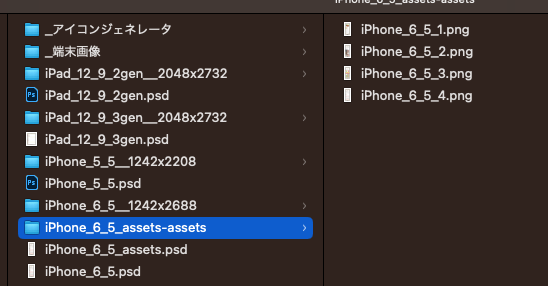 iPhone_6_5_assets-assets
_アイコンジェネレータ
_端末画像
iPad_12_9_2gen__2048x2732
iPad_12_9_2gen.psd
iPad_12_9_3gen__2048x2732
iPad_12_9_3gen.psd
iPhone_5_5__1242x2208
iPhone_5_5.psd
iPhone_6_5__1242x2688
iPhone_6_5_assets-assets
iPhone_6_5_assets.psd
iPhone_6_5.psd
iPhone_6_5_1.png
iPhone_6_5_2.png
iPhone_6_5_3.png
iPhone_6_5_4.png